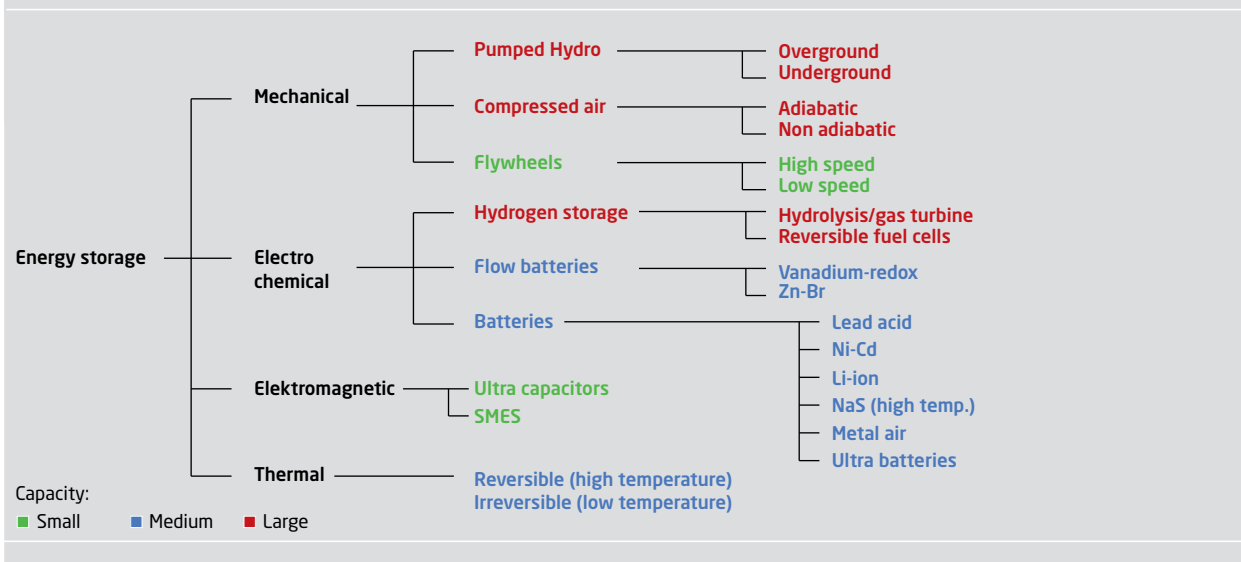 Pumped Hydro
Overground
Underground
Mechanical
Compressed air
Adiabatic
Non adiabatic
Flywheels
High speed
Low speed
Hydrogen storage
Hydrolysis/gas turbine
Reversible fuel cells
Energy storage
Electro
chemical
Flow batteries
Vanadium-redox
Zn-Br
Batteries
Lead acid
Ni-Cd
Li-ion
NaS (high temp.)
Metal air
Ultra batteries
Elektromagnetic
Ultra capacitors
SMES
Thermal
Reversible (high temperature)
Irreversible (low temperature)
Capacity:
Small
Medium
Large